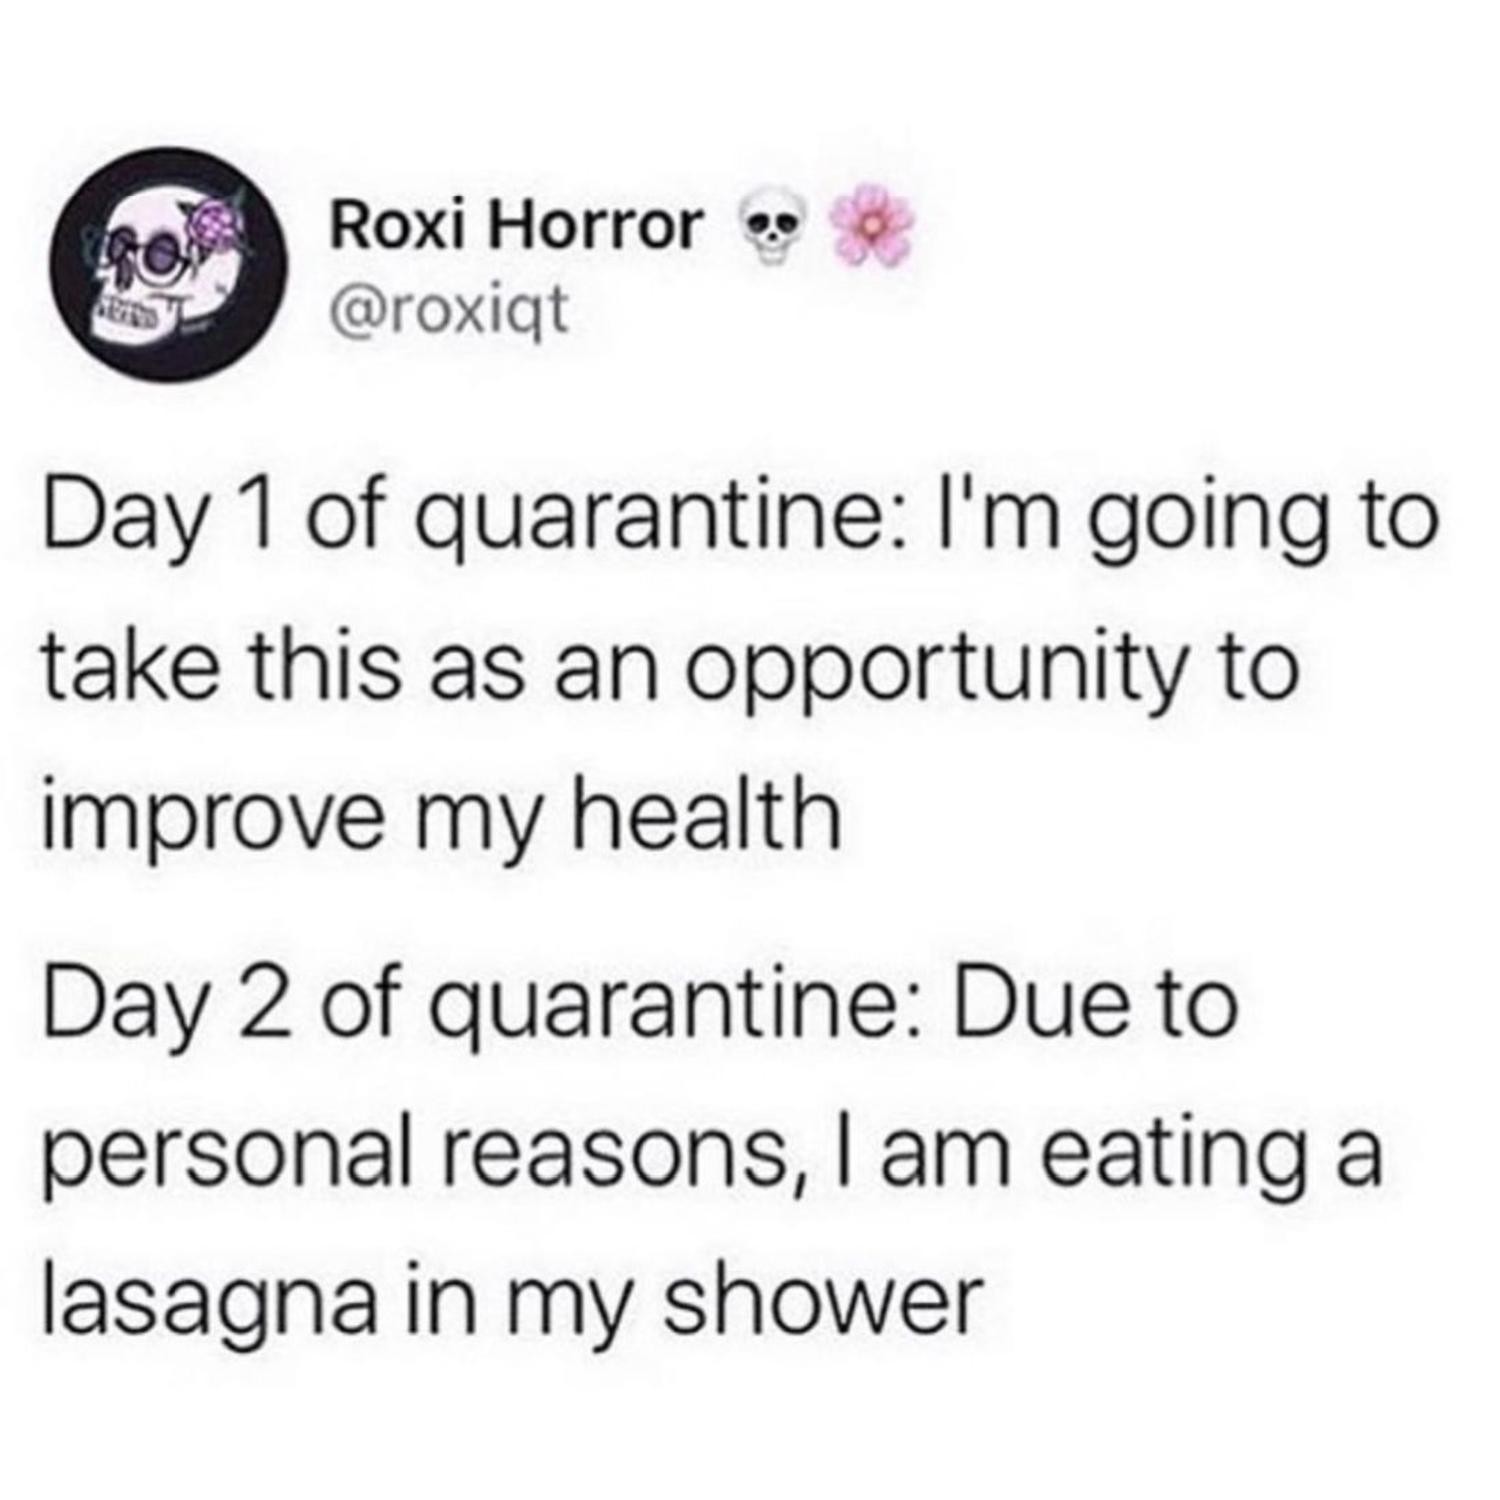 Roxi Horror 💀🌸
@roxiqt
Day 1 of quarantine: I'm going to
take this as an opportunity to
improve my health
Day 2 of quarantine: Due to
personal reasons, I am eating a
lasagna in my shower